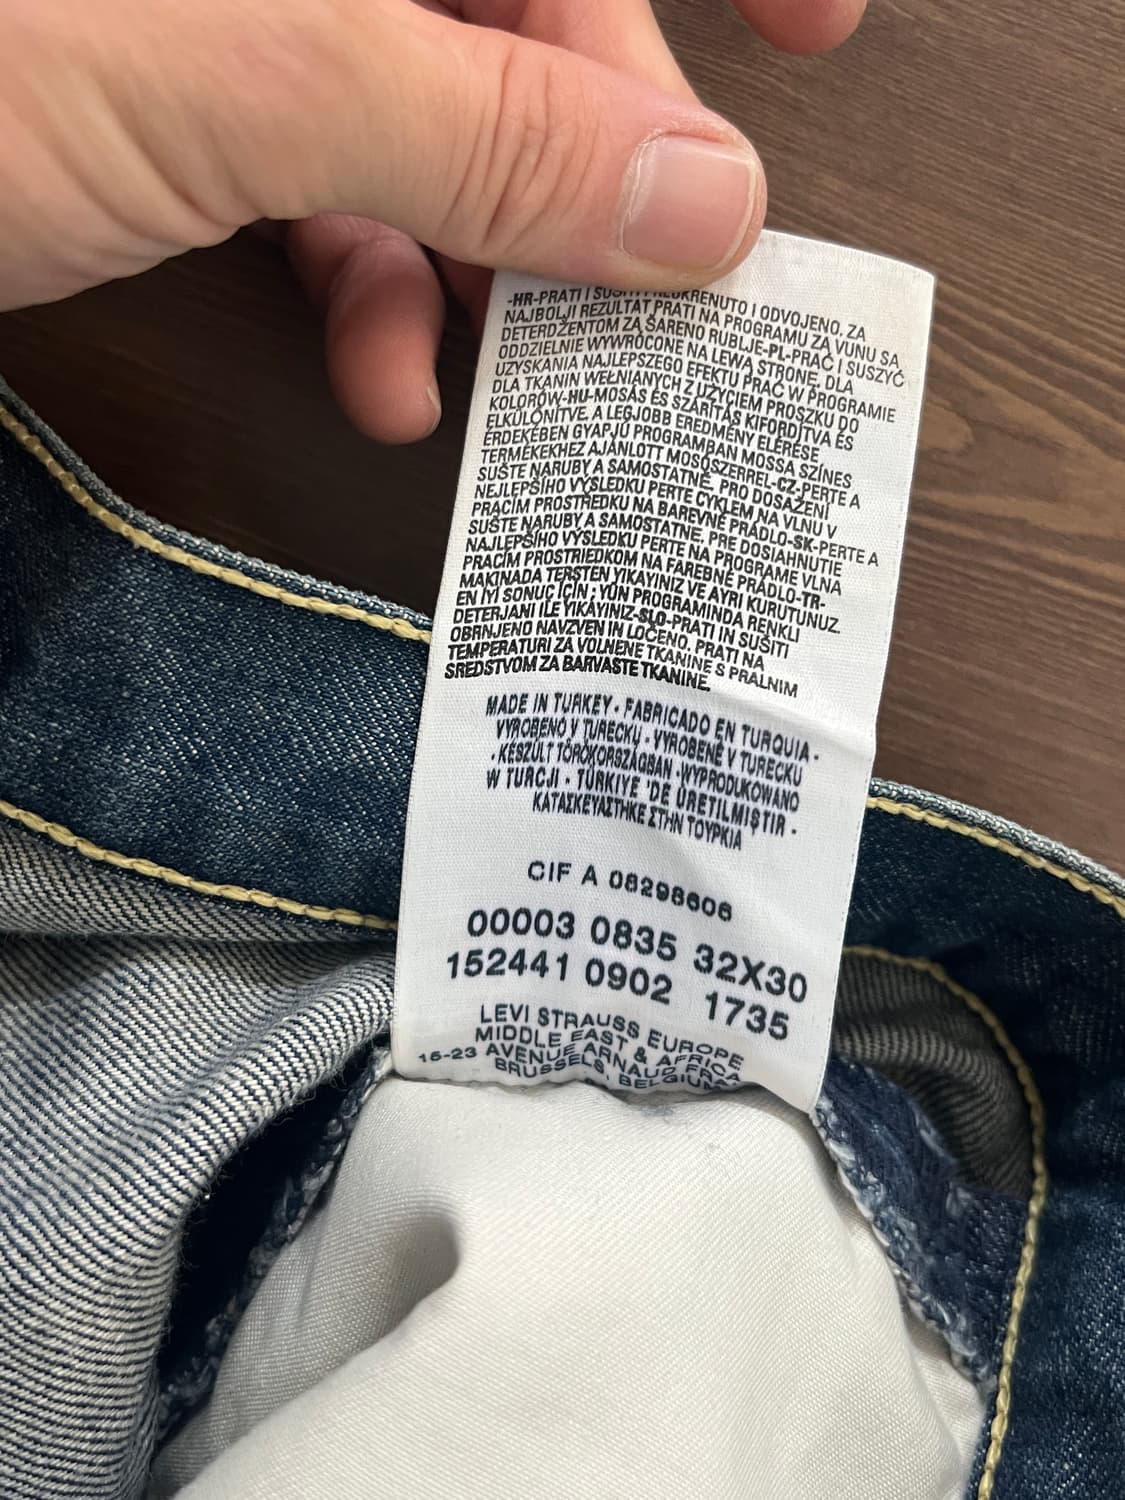 -HR-PRATI I SUŠITI PREOKRENUTO I ODVOJENO. ZA
NAJBOLJI REZULTAT PRATI NA PROGRAMU ZA VUNU SA
DETERDŽENTOM ZA ŠARENO RUBLJE-PL-PRAĆ I SUSZYĆ
ODDZIELNIE WYWRÓCONE NA LEWĄ STRONĘ. DLA
UZYSKANIA NAJLEPSZEGO EFEKTU PRAĆ W PROGRAMIE
DLA TKANIN WEŁNIANYCH Z UŻYCIEM PROSZKU DO
KOLORÓW-HU-MOSÁS ÉS SZÁRÍTÁS KIFORDÍTVA ÉS
ELKÜLÖNÍTVE. A LEGJOBB EREDMÉNY ELÉRÉSE
ÉRDEKÉBEN GYAPJÚ PROGRAMBAN MOSSA SZÍNES
TERMÉKEKHEZ AJÁNLOTT MOSÓSZERREL-CZ-PERTE A
SUŠTE NARUBY A SAMOSTATNĚ. PRO DOSAŽENÍ
NEJLEPŠÍHO VÝSLEDKU PERTE CYKLEM NA VLNU V
PRACÍM PROSTŘEDKU NA BAREVNÉ PRÁDLO-SK-PERTE A
SUŠTE NARUBY A SAMOSTATNE. PRE DOSIAHNUTIE
NAJLEPŠIHO VÝSLEDKU PERTE NA PROGRAME VLNA
PRACÍM PROSTRIEDKOM NA FAREBNÉ PRÁDLO-TR-
MAKINADA TERSTEN YIKAYINIZ VE AYRI KURUTUNUZ.
EN İYİ SONUÇ İÇİN ; YÜN PROGRAMINDA RENKLİ
DETERJANI ILE YIKAYINIZ-SLO-PRATI IN SUŠITI
OBRNJENO NAVZVEN IN LOČENO. PRATI NA
TEMPERATURI ZA VOLNENE TKANINE S PRALNIM
SREDSTVOM ZA BARVASTE TKANINE.
MADE IN TURKEY · FABRICADO EN TURQUIA ·
VYROBENO V TURECKU · VYROBENÉ V TURECKU
· KÉSZÜLT TÖRÖKORSZÁGBAN · WYPRODUKOWANO
W TURCJI · TÜRKİYE 'DE ÜRETİLMİŞTİR ·
ΚΑΤΑΣΚΕΥΑΣΤΗΚΕ ΣΤΗΝ ΤΟΥΡΚΙΑ
CIF A 08298606
00003 0835 32X30
152441 0902 1735
LEVI STRAUSS EUROPE
MIDDLE EAST & AFRICA
15-23 AVENUE ARNAUD FRA
BRUSSELS, BELGIUM